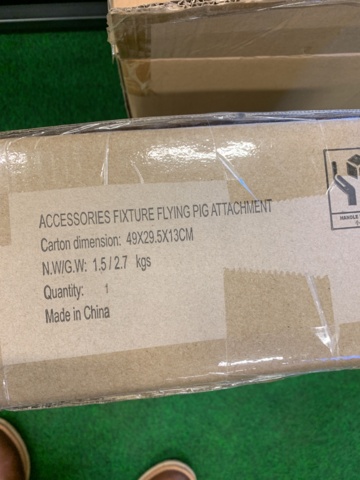 ACCESSORIES FIXTURE FLYING PIG ATTACHMENT
Carton dimension: 49X29.5X13CM
N.W/G.W: 1.5 / 2.7 kgs
Quantity: 1
Made in China
HANDLE